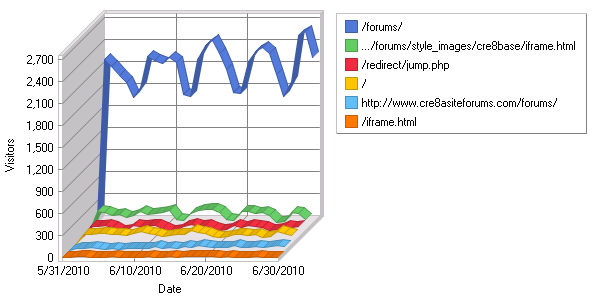 2,700
2,400
2,100
1,800
1,500
1,200
900
600
300
0
Visitors
5/31/2010 6/10/2010 6/20/2010 6/30/2010
Date
/forums/
.../forums/style_images/cre8base/iframe.html
/redirect/jump.php
/
http://www.cre8asiteforums.com/forums/
/iframe.html